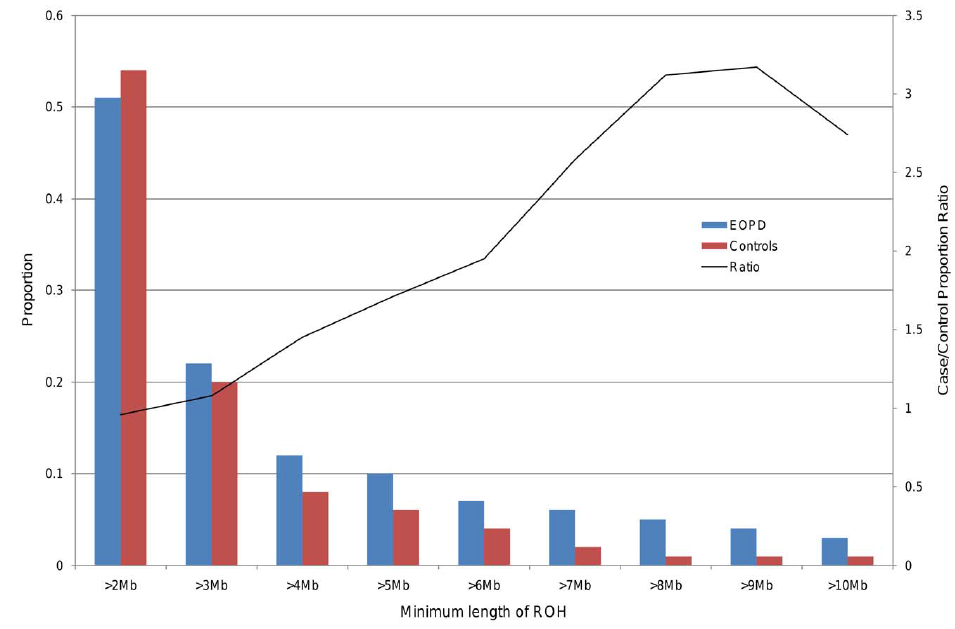 0.6
0.5
0.4
0.3
0.2
0.1
0
Proportion
3.5
3
2.5
2
1.5
1
0.5
0
Case/Control Proportion Ratio
EOPD
Controls
Ratio
>2Mb >3Mb >4Mb >5Mb >6Mb >7Mb >8Mb >9Mb >10Mb
Minimum length of ROH